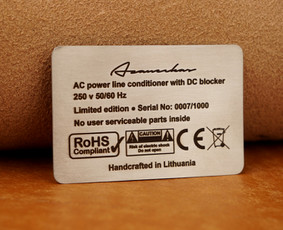 AC power line conditioner with DC blocker
250 v 50/60 Hz
Limited edition • Serial No: 0007/1000
No user serviceable parts inside
RoHS
Compliant
CAUTION
Risk of electric shock
Do not open
CE
Handcrafted in Lithuania